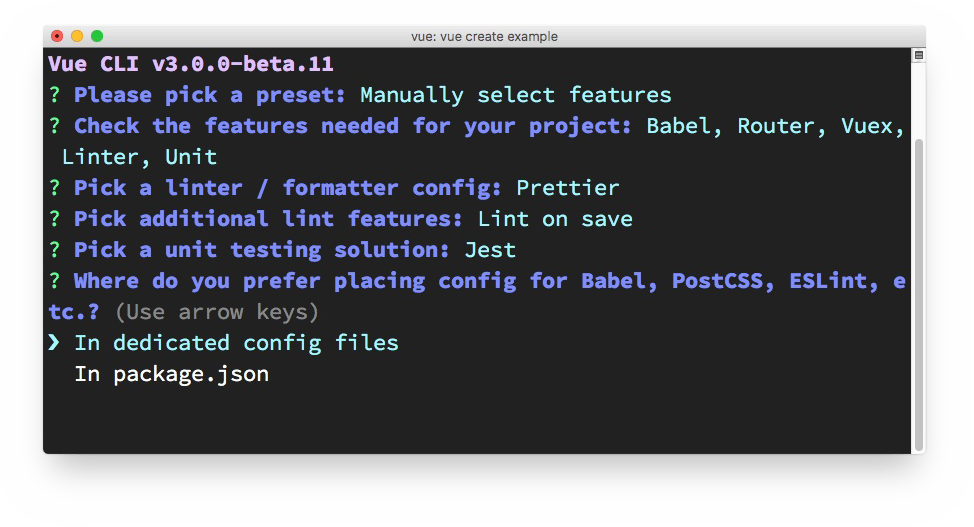 vue: vue create example
Vue CLI v3.0.0-beta.11
? Please pick a preset: Manually select features
? Check the features needed for your project: Babel, Router, Vuex,
Linter, Unit
? Pick a linter / formatter config: Prettier
? Pick additional lint features: Lint on save
? Pick a unit testing solution: Jest
? Where do you prefer placing config for Babel, PostCSS, ESLint, e
tc.? (Use arrow keys)
❯ In dedicated config files
In package.json